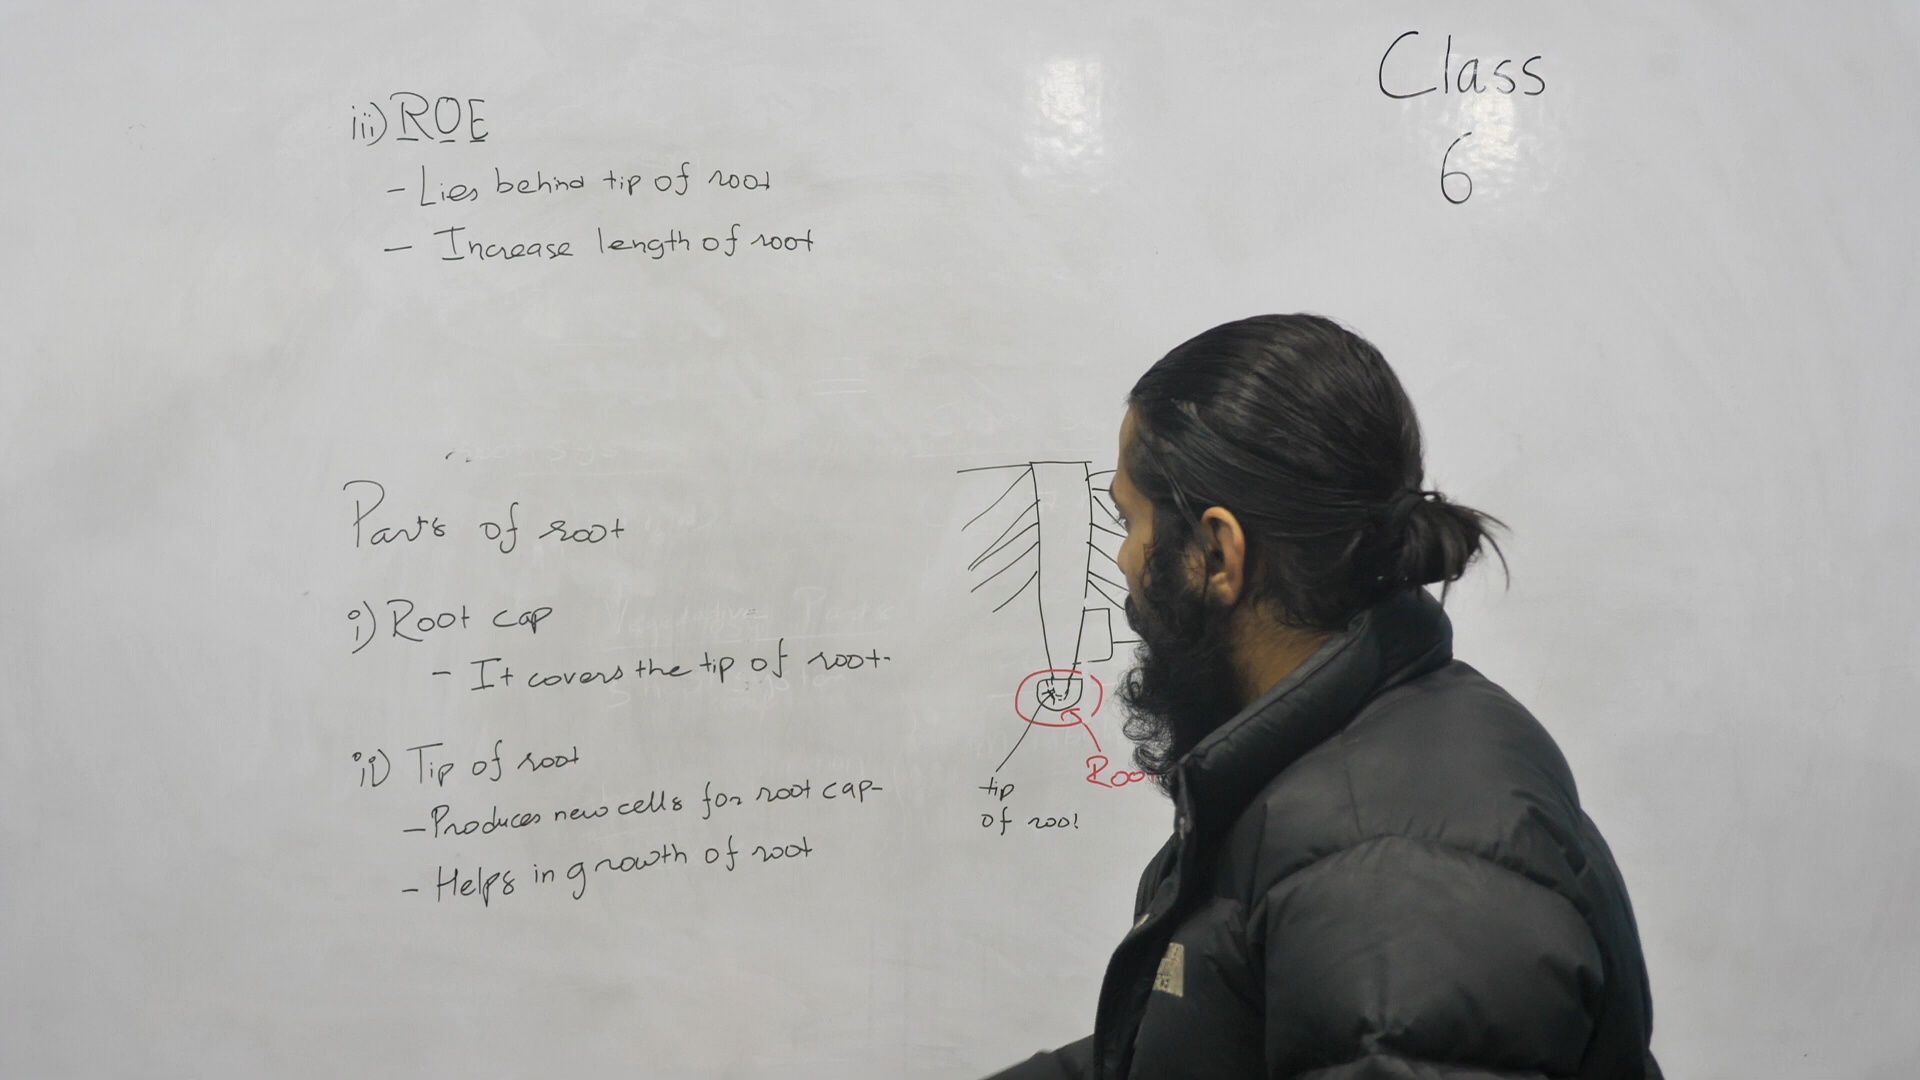 Class
6
iii) ROE
- Lies behind tip of root
- Increase length of root
Parts of root
i) Root cap
- It covers the tip of root.
ii) Tip of root
- Produces new cells for root cap-
- Helps in growth of root
tip
of root